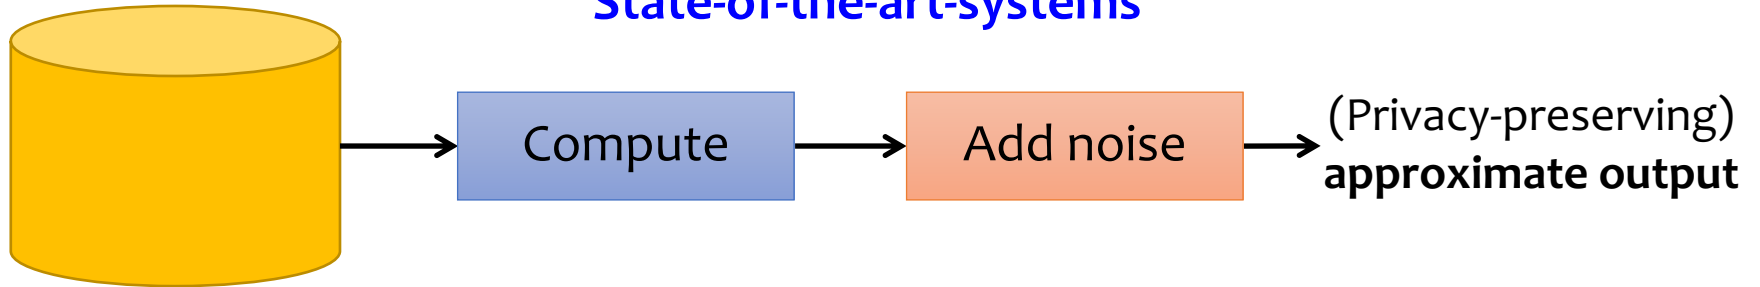 State-of-the-art-systems
Compute
Add noise
(Privacy-preserving)
approximate output